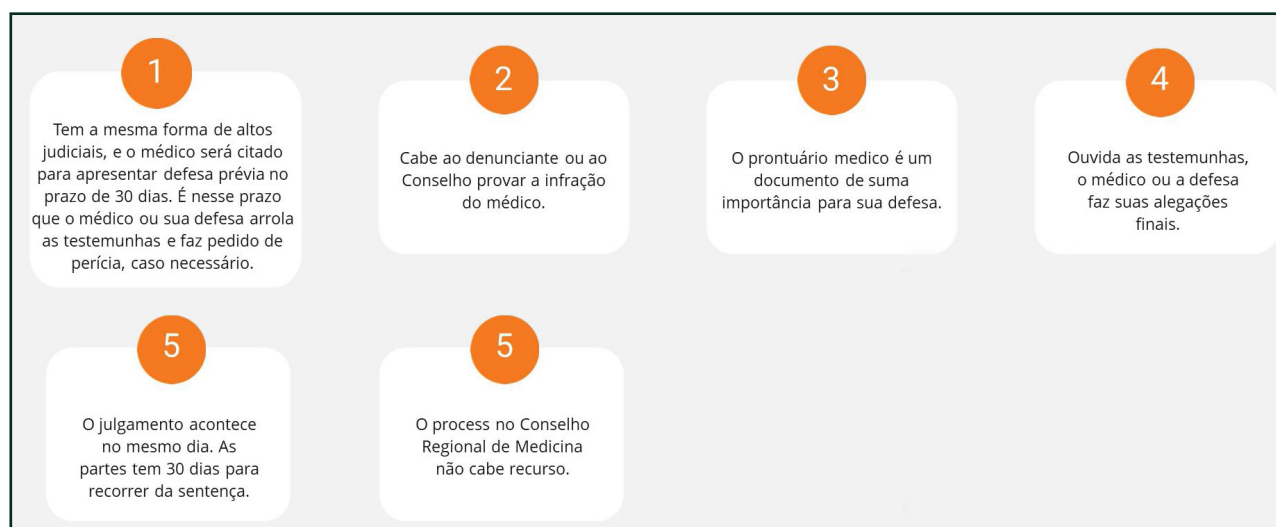 1
Tem a mesma forma de altos
judiciais, e o médico será citado
para apresentar defesa prévia no
prazo de 30 dias. É nesse prazo
que o médico ou sua defesa arrola
as testemunhas e faz pedido de
perícia, caso necessário.
2
Cabe ao denunciante ou ao
Conselho provar a infração
do médico.
3
O prontuário medico é um
documento de suma
importância para sua defesa.
4
Ouvida as testemunhas,
o médico ou a defesa
faz suas alegações
finais.
5
O julgamento acontece
no mesmo dia. As
partes tem 30 dias para
recorrer da sentença.
5
O process no Conselho
Regional de Medicina
não cabe recurso.